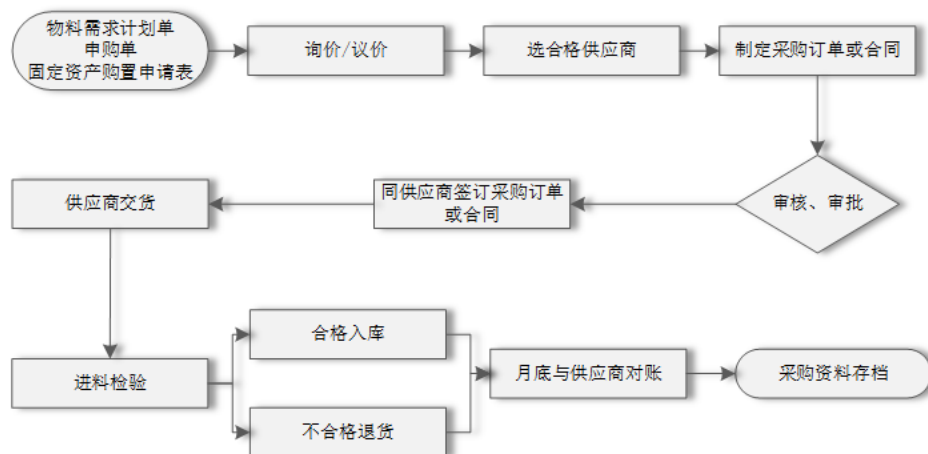 物料需求计划单
申购单
固定资产购置申请表
询价/议价
选合格供应商
制定采购订单或合同
审核、审批
同供应商签订采购订单
或合同
供应商交货
进料检验
合格入库
不合格退货
月底与供应商对账
采购资料存档